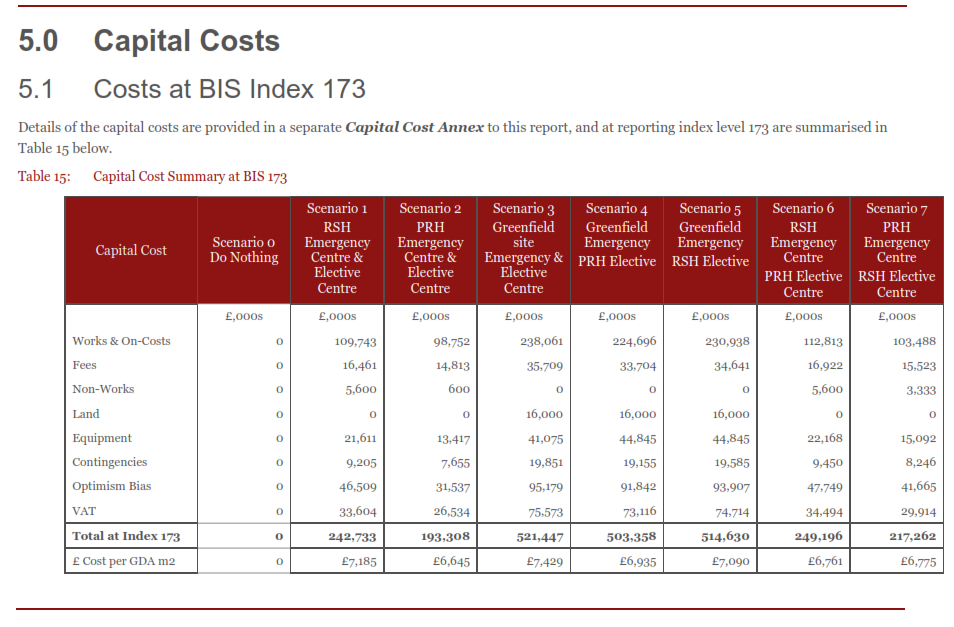 5.0 Capital Costs
5.1 Costs at BIS Index 173
Details of the capital costs are provided in a separate Capital Cost Annex to this report, and at reporting index level 173 are summarised in
Table 15 below.
Table 15: Capital Cost Summary at BIS 173
Capital Cost | Scenario 0 Do Nothing | Scenario 1 RSH Emergency Centre & Elective Centre | Scenario 2 PRH Emergency Centre & Elective Centre | Scenario 3 Greenfield site Emergency & Elective Centre | Scenario 4 Greenfield Emergency PRH Elective | Scenario 5 Greenfield Emergency RSH Elective | Scenario 6 RSH Emergency Centre PRH Elective Centre | Scenario 7 PRH Emergency Centre RSH Elective Centre
£,000s £,000s £,000s £,000s £,000s £,000s £,000s £,000s
Works & On-Costs 0 109,743 98,752 238,061 224,696 230,938 112,813 103,488
Fees 0 16,461 14,813 35,709 33,704 34,641 16,922 15,523
Non-Works 0 5,600 600 0 0 0 5,600 3,333
Land 0 0 0 16,000 16,000 16,000 0 0
Equipment 0 21,611 13,417 41,075 44,845 44,845 22,168 15,092
Contingencies 0 9,205 7,655 19,851 19,155 19,585 9,450 8,246
Optimism Bias 0 46,509 31,537 95,179 91,842 93,907 47,749 41,665
VAT 0 33,604 26,534 75,573 73,116 74,714 34,494 29,914
Total at Index 173 0 242,733 193,308 521,447 503,358 514,630 249,196 217,262
£ Cost per GDA m2 0 £7,185 £6,645 £7,429 £6,935 £7,090 £6,761 £6,775